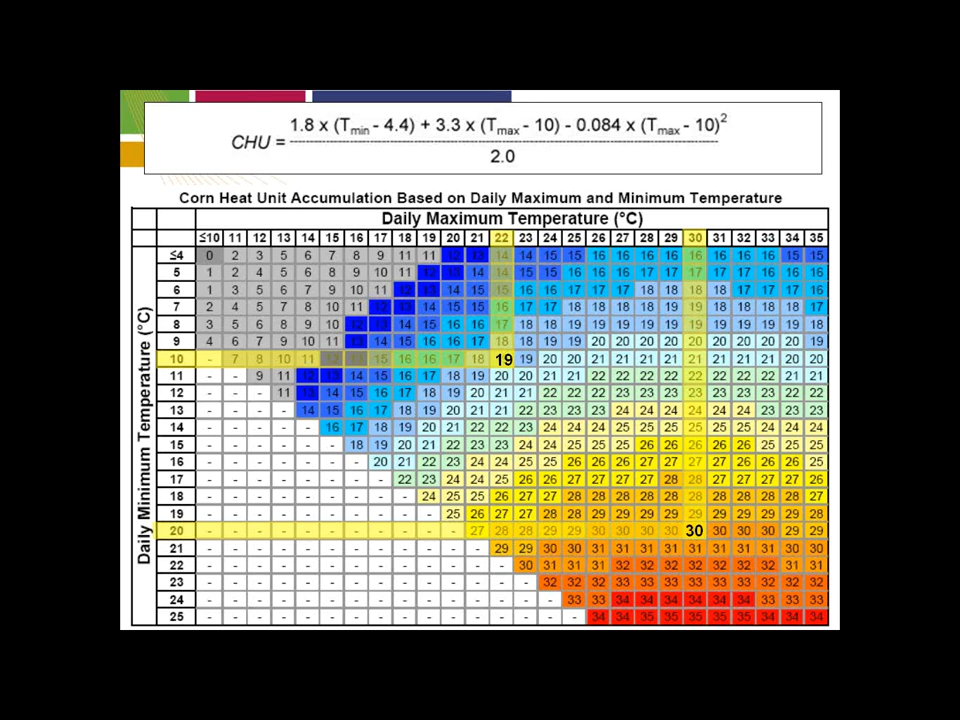 CHU = 1.8 x (Tmin - 4.4) + 3.3 x (Tmax - 10) - 0.084 x (Tmax - 10)²
2.0
Corn Heat Unit Accumulation Based on Daily Maximum and Minimum Temperature
Daily Maximum Temperature (°C)
Daily Minimum Temperature (°C)
≤10 11 12 13 14 15 16 17 18 19 20 21 22 23 24 25 26 27 28 29 30 31 32 33 34 35
≤4 0 2 3 5 6 7 8 9 11 11 12 13 14 14 15 15 16 16 16 16 16 16 16 16 15 15
5 1 2 4 5 6 8 9 10 11 12 13 14 14 15 15 16 16 16 17 17 17 17 17 16 16 16
6 1 3 5 6 7 9 10 11 12 13 14 15 15 16 16 17 17 17 18 18 18 18 17 17 17 16
7 2 4 5 7 8 10 11 12 13 14 15 15 16 17 17 18 18 18 18 19 19 18 18 18 18 17
8 3 5 6 8 9 10 12 13 14 15 16 16 17 18 18 19 19 19 19 19 19 19 19 19 19 18
9 4 6 7 9 10 11 13 14 15 16 16 17 18 18 19 19 20 20 20 20 20 20 20 20 20 19
10 - 7 8 10 11 12 13 15 16 16 17 18 19 19 20 20 21 21 21 21 21 21 21 21 20 20
11 - - 9 11 12 13 14 15 16 17 18 19 20 20 21 21 22 22 22 22 22 22 22 22 21 21
12 - - - 11 13 14 15 16 17 18 19 20 21 21 22 22 22 23 23 23 23 23 23 23 22 22
13 - - - - 14 15 16 17 18 19 20 21 21 22 23 23 23 24 24 24 24 24 24 23 23 23
14 - - - - - 16 17 18 19 20 21 22 22 23 24 24 24 25 25 25 25 25 25 24 24 24
15 - - - - - - 18 19 20 21 22 23 23 24 24 25 25 25 26 26 26 26 26 25 25 25
16 - - - - - - - 20 21 22 23 24 24 25 25 26 26 26 27 27 27 27 26 26 26 25
17 - - - - - - - - 22 23 24 24 25 26 26 27 27 27 27 28 28 27 27 27 27 26
18 - - - - - - - - - 24 25 25 26 27 27 28 28 28 28 28 28 28 28 28 28 27
19 - - - - - - - - - - 25 26 27 27 28 28 29 29 29 29 29 29 29 29 29 28
20 - - - - - - - - - - - 27 28 28 29 29 30 30 30 30 30 30 30 30 29 29
21 - - - - - - - - - - - - 29 29 30 30 31 31 31 31 31 31 31 31 30 30
22 - - - - - - - - - - - - - 30 31 31 31 32 32 32 32 32 32 32 31 31
23 - - - - - - - - - - - - - - 32 32 32 33 33 33 33 33 33 32 32 32
24 - - - - - - - - - - - - - - - 33 33 34 34 34 34 34 34 33 33 33
25 - - - - - - - - - - - - - - - - 34 34 35 35 35 35 35 34 34 34